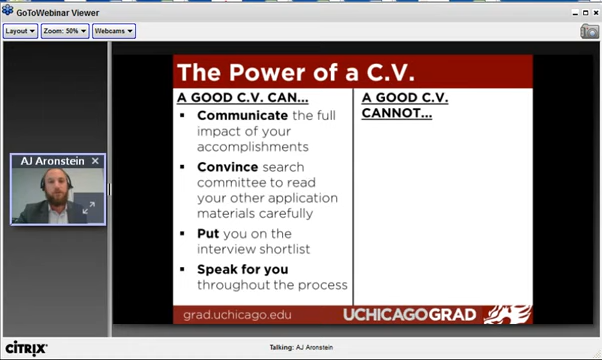 GoToWebinar Viewer
Layout
Zoom: 50%
Webcams
AJ Aronstein
The Power of a C.V.
A GOOD C.V. CAN...
Communicate the full
impact of your
accomplishments
Convince search
committee to read
your other application
materials carefully
Put you on the
interview shortlist
Speak for you
throughout the process
A GOOD C.V.
CANNOT...
grad.uchicago.edu
UCHICAGOGRAD
CITRIX
Talking: AJ Aronstein